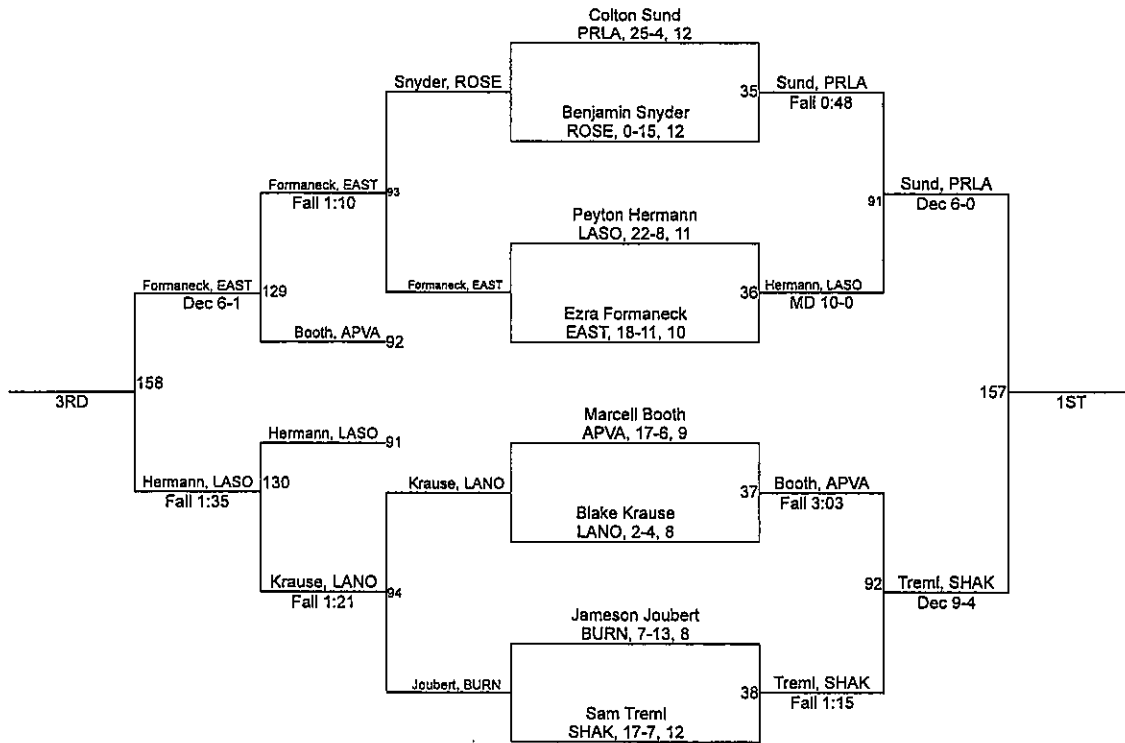 Colton Sund
PRLA, 25-4, 12
Snyder, ROSE
35
Sund, PRLA
Fall 0:48
Benjamin Snyder
ROSE, 0-15, 12
Formaneck, EAST
Fall 1:10
93
91
Sund, PRLA
Dec 6-0
Peyton Hermann
LASO, 22-8, 11
Formaneck, EAST
Dec 6-1
129
Formaneck, EAST
36
Hermann, LASO
MD 10-0
Ezra Formaneck
EAST, 18-11, 10
Booth, APVA
92
158
3RD
157
1ST
Marcell Booth
APVA, 17-6, 9
Hermann, LASO
91
Hermann, LASO
Fall 1:35
130
Krause, LANO
37
Booth, APVA
Fall 3:03
Blake Krause
LANO, 2-4, 8
Krause, LANO
Fall 1:21
94
92
Treml, SHAK
Dec 9-4
Jameson Joubert
BURN, 7-13, 8
Joubert, BURN
38
Treml, SHAK
Fall 1:15
Sam Treml
SHAK, 17-7, 12